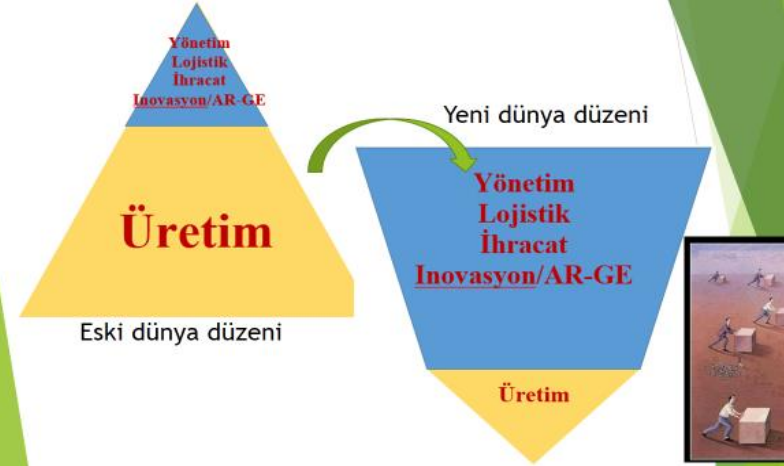 Yönetim
Lojistik
İhracat
Inovasyon/AR-GE
Üretim
Eski dünya düzeni
Yeni dünya düzeni
Yönetim
Lojistik
İhracat
Inovasyon/AR-GE
Üretim